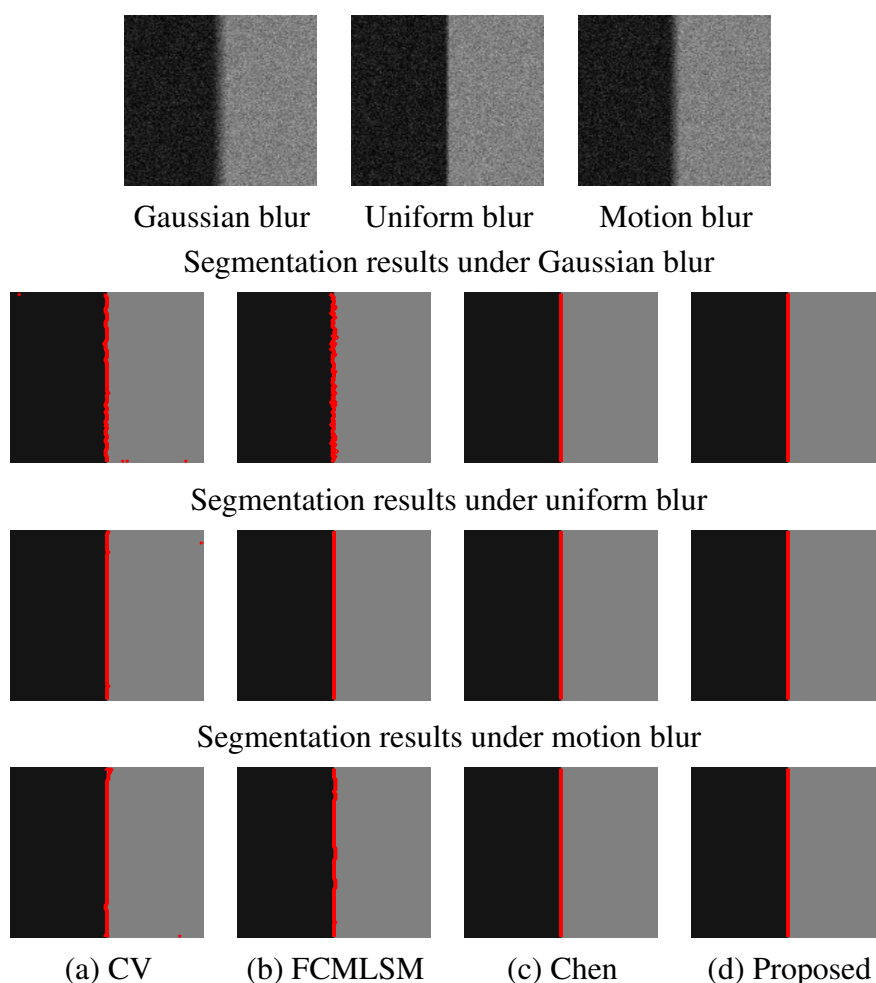 Gaussian blur Uniform blur Motion blur
Segmentation results under Gaussian blur
Segmentation results under uniform blur
Segmentation results under motion blur
(a) CV (b) FCMLSM (c) Chen (d) Proposed